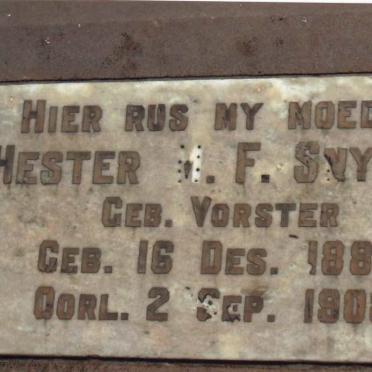 HIER RUS MY MOED
HESTER M. F. SNY
GEB. VORSTER
GEB. 16 DES. 188
OORL. 2 SEP. 190